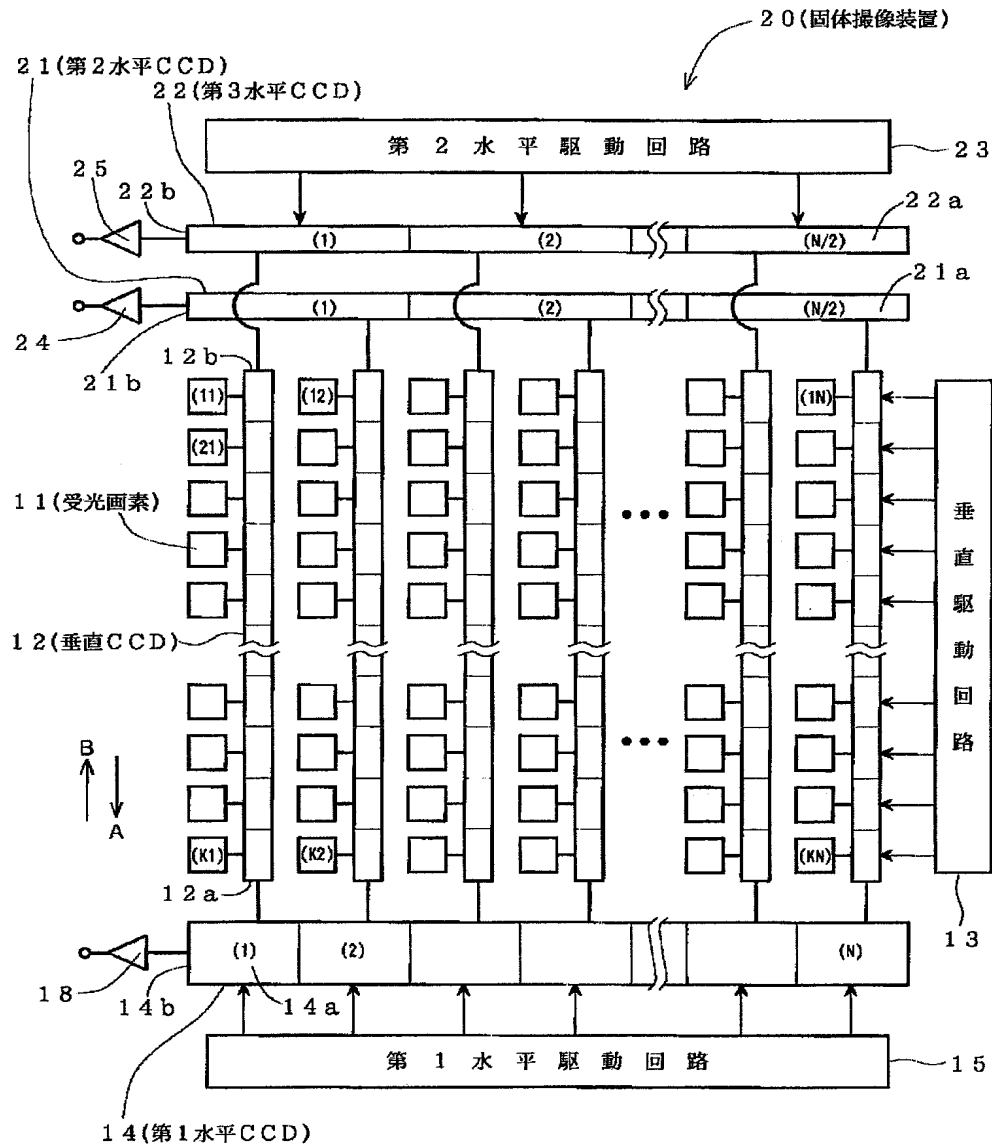 ２０(固体撮像装置)
２１(第２水平ＣＣＤ)
２２(第３水平ＣＣＤ)
第２水平駆動回路
２３
２５
２２b
２２a
(1) (2) (N/2)
２１a
(1) (2) (N/2)
２４
２１b
１２b
(11) (12) (1N)
(21)
１１(受光画素)
垂直駆動回路
１２(垂直ＣＣＤ)
B
A
(K1) (K2) (KN)
１２a
１３
(1) (2) (N)
１８
１４b
１４a
第１水平駆動回路
１５
１４(第１水平ＣＣＤ)